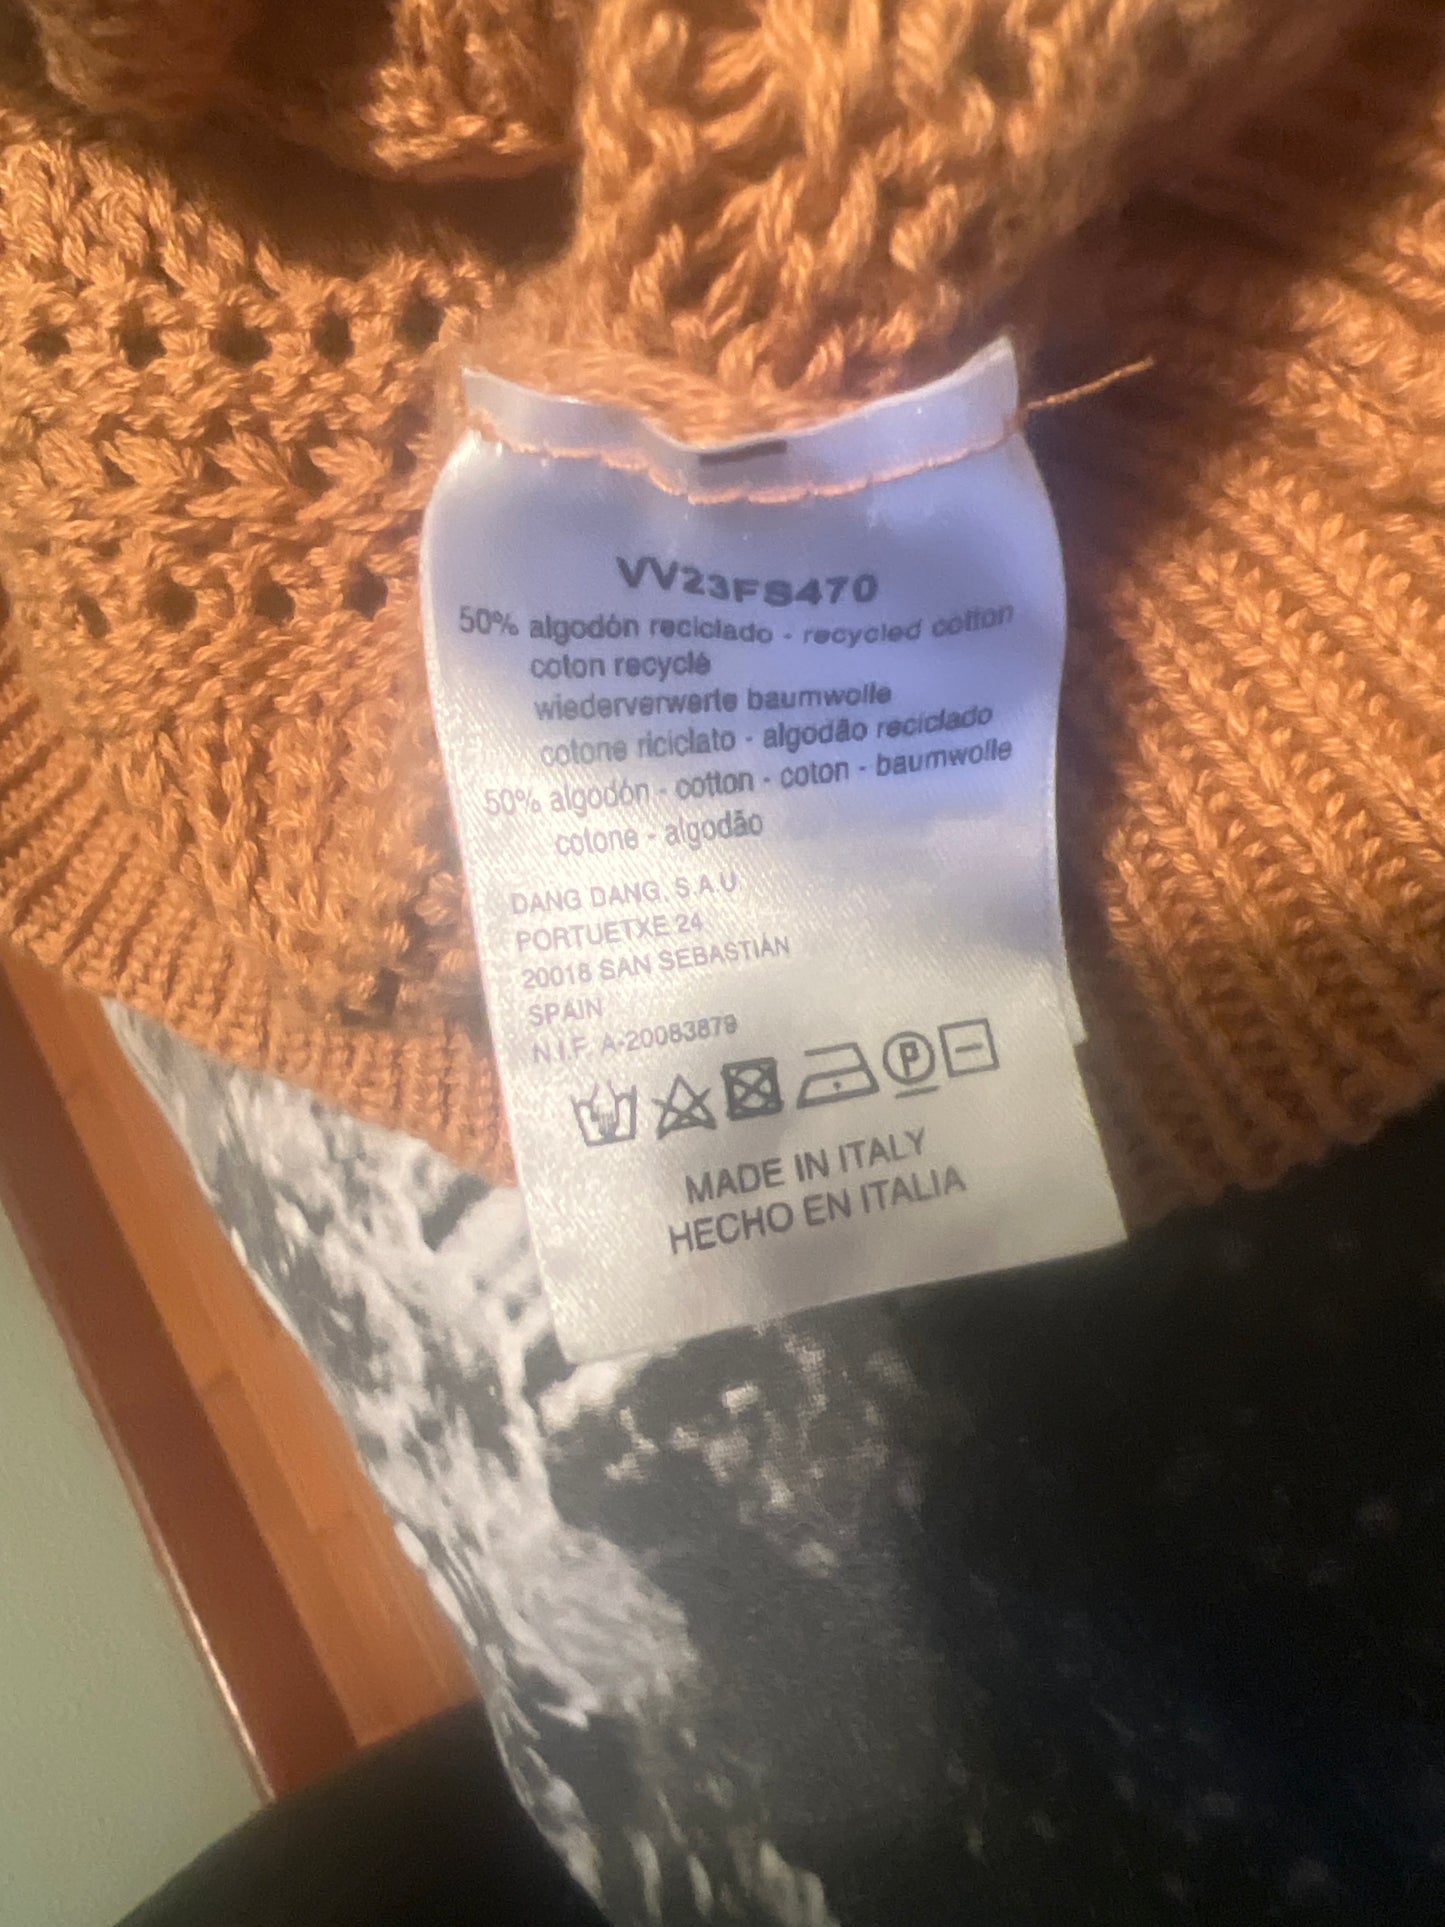 VV23FS470
50% algodón reciclado - recycled cotton
coton recyclé
wiederverwerte baumwolle
cotone riciclato - algodão reciclado
50% algodón - cotton - coton - baumwolle
cotone - algodão
DANG DANG, S.A.U
PORTUETXE 24
20018 SAN SEBASTIÁN
SPAIN
N.I.F. A-20083879
P
MADE IN ITALY
HECHO EN ITALIA